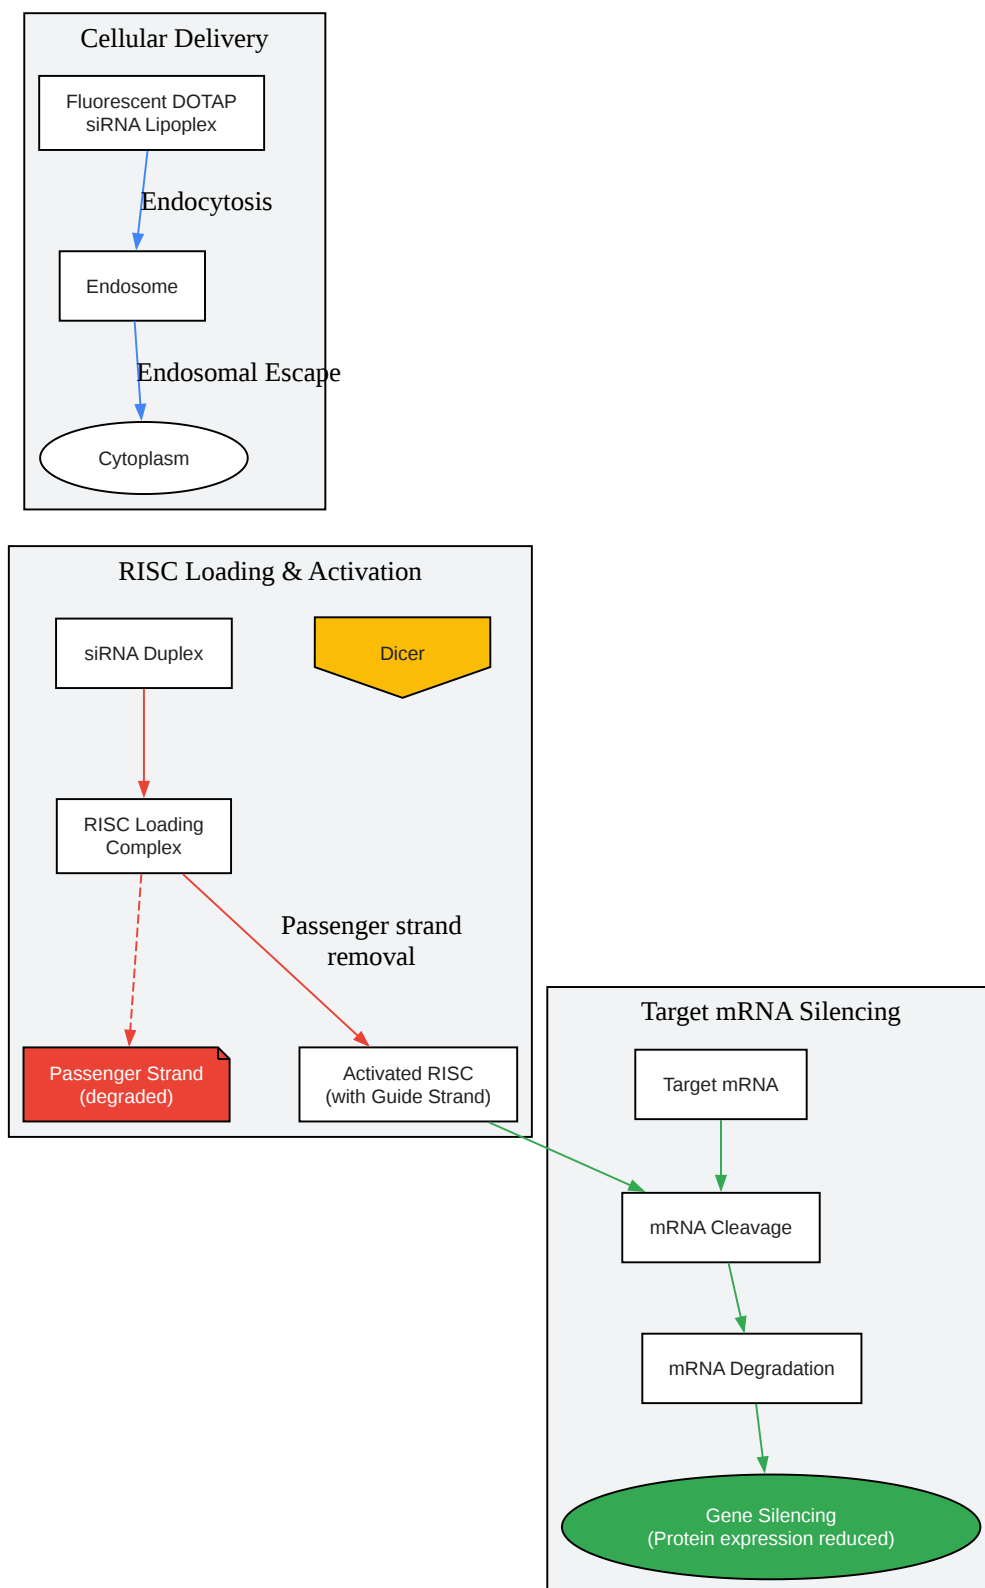 Cellular Delivery
Fluorescent DOTAP
siRNA Lipoplex
Endocytosis
Endosome
Endosomal Escape
Cytoplasm
RISC Loading & Activation
siRNA Duplex
Dicer
RISC Loading
Complex
Passenger strand
removal
Passenger Strand
(degraded)
Activated RISC
(with Guide Strand)
Target mRNA Silencing
Target mRNA
mRNA Cleavage
mRNA Degradation
Gene Silencing
(Protein expression reduced)